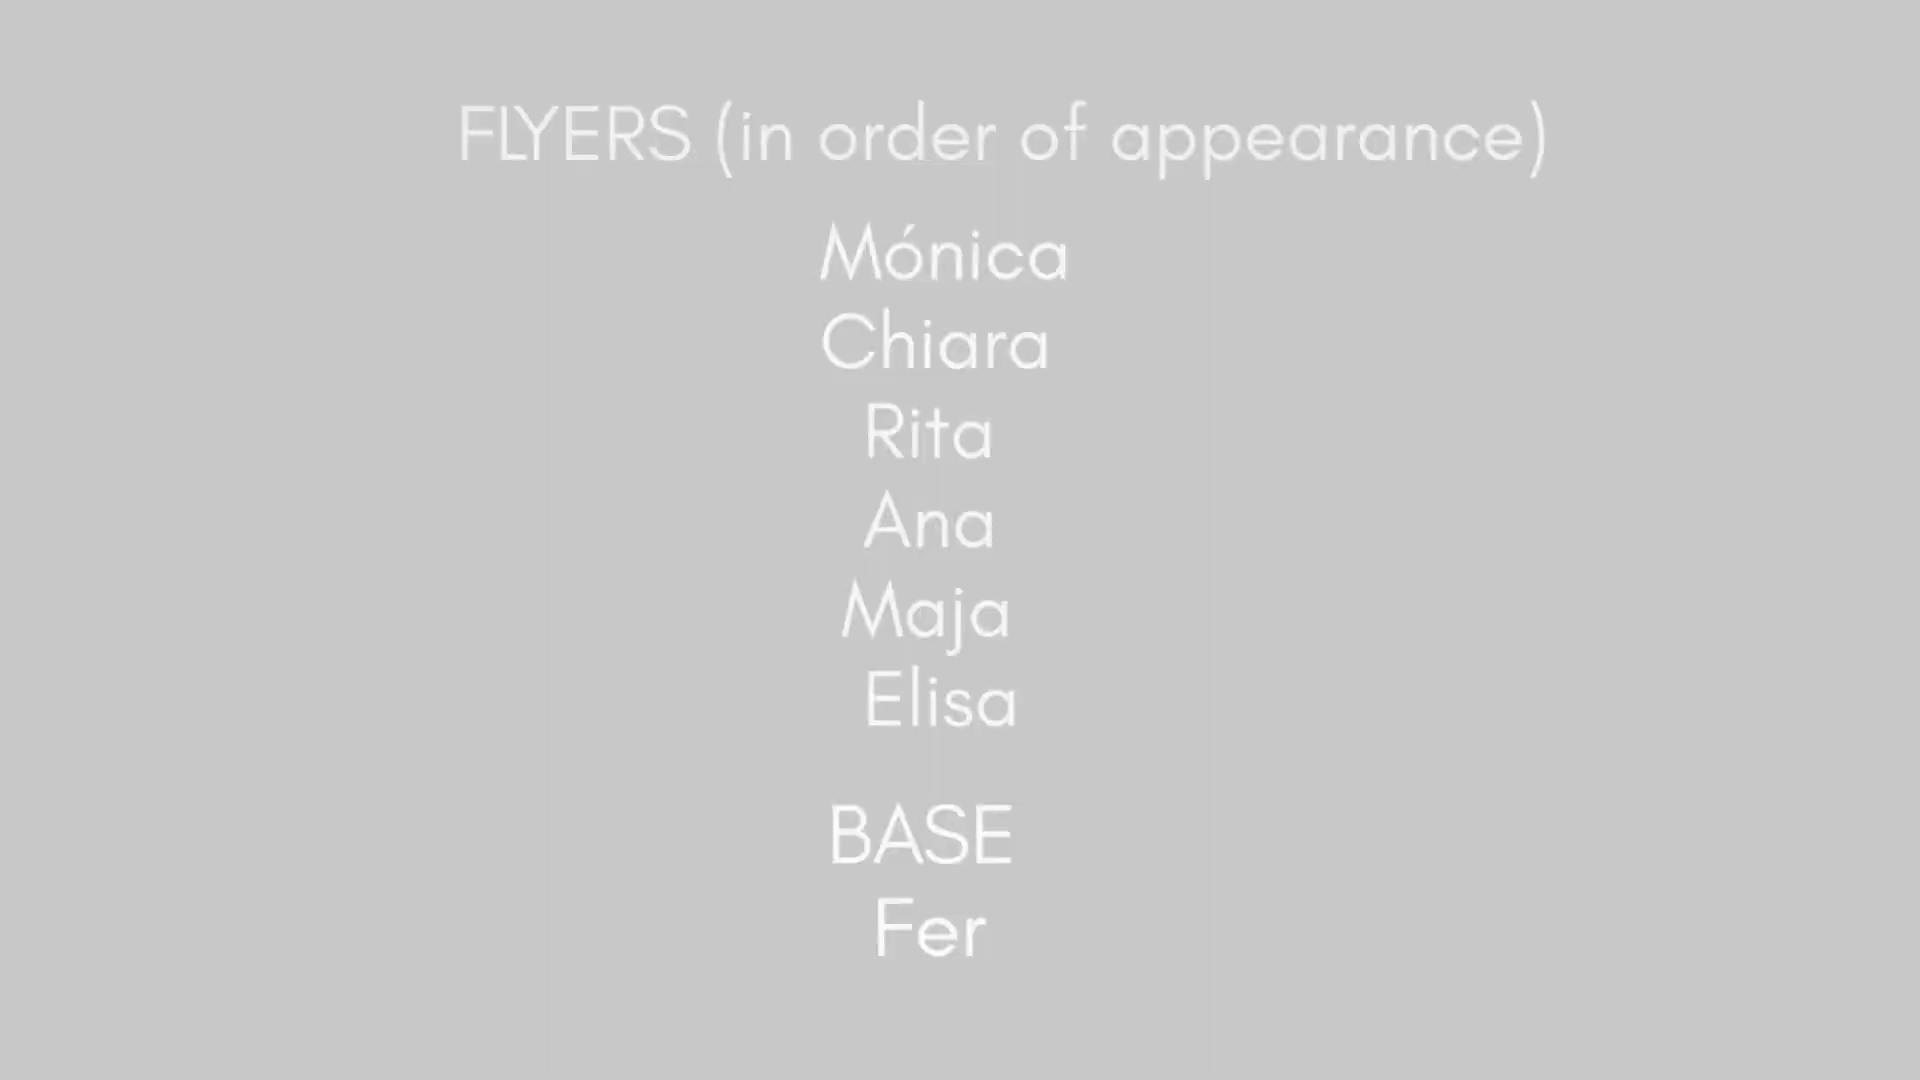 FLYERS (in order of appearance)
Mónica
Chiara
Rita
Ana
Maja
Elisa
BASE
Fer